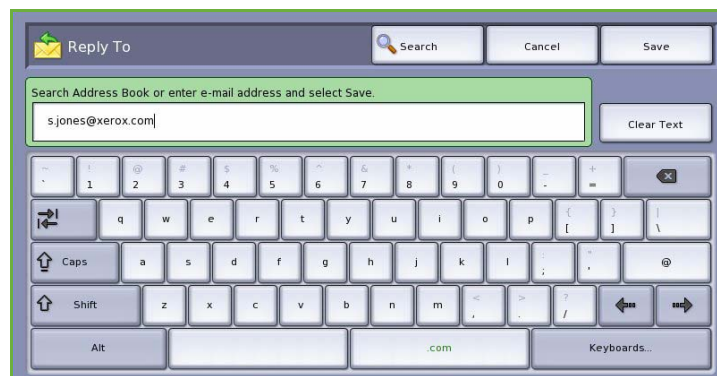 Reply To Search Cancel Save
Search Address Book or enter e-mail address and select Save.
s.jones@xerox.com
Clear Text
~ ! @ # $ % ^ & * ( ) _ +
` 1 2 3 4 5 6 7 8 9 0 - =
q w e r t y u i o p { [ } ] | \
Caps a s d f g h j k l : ; " ' @
Shift z x c v b n m < , > . ? /
Alt .com Keyboards...